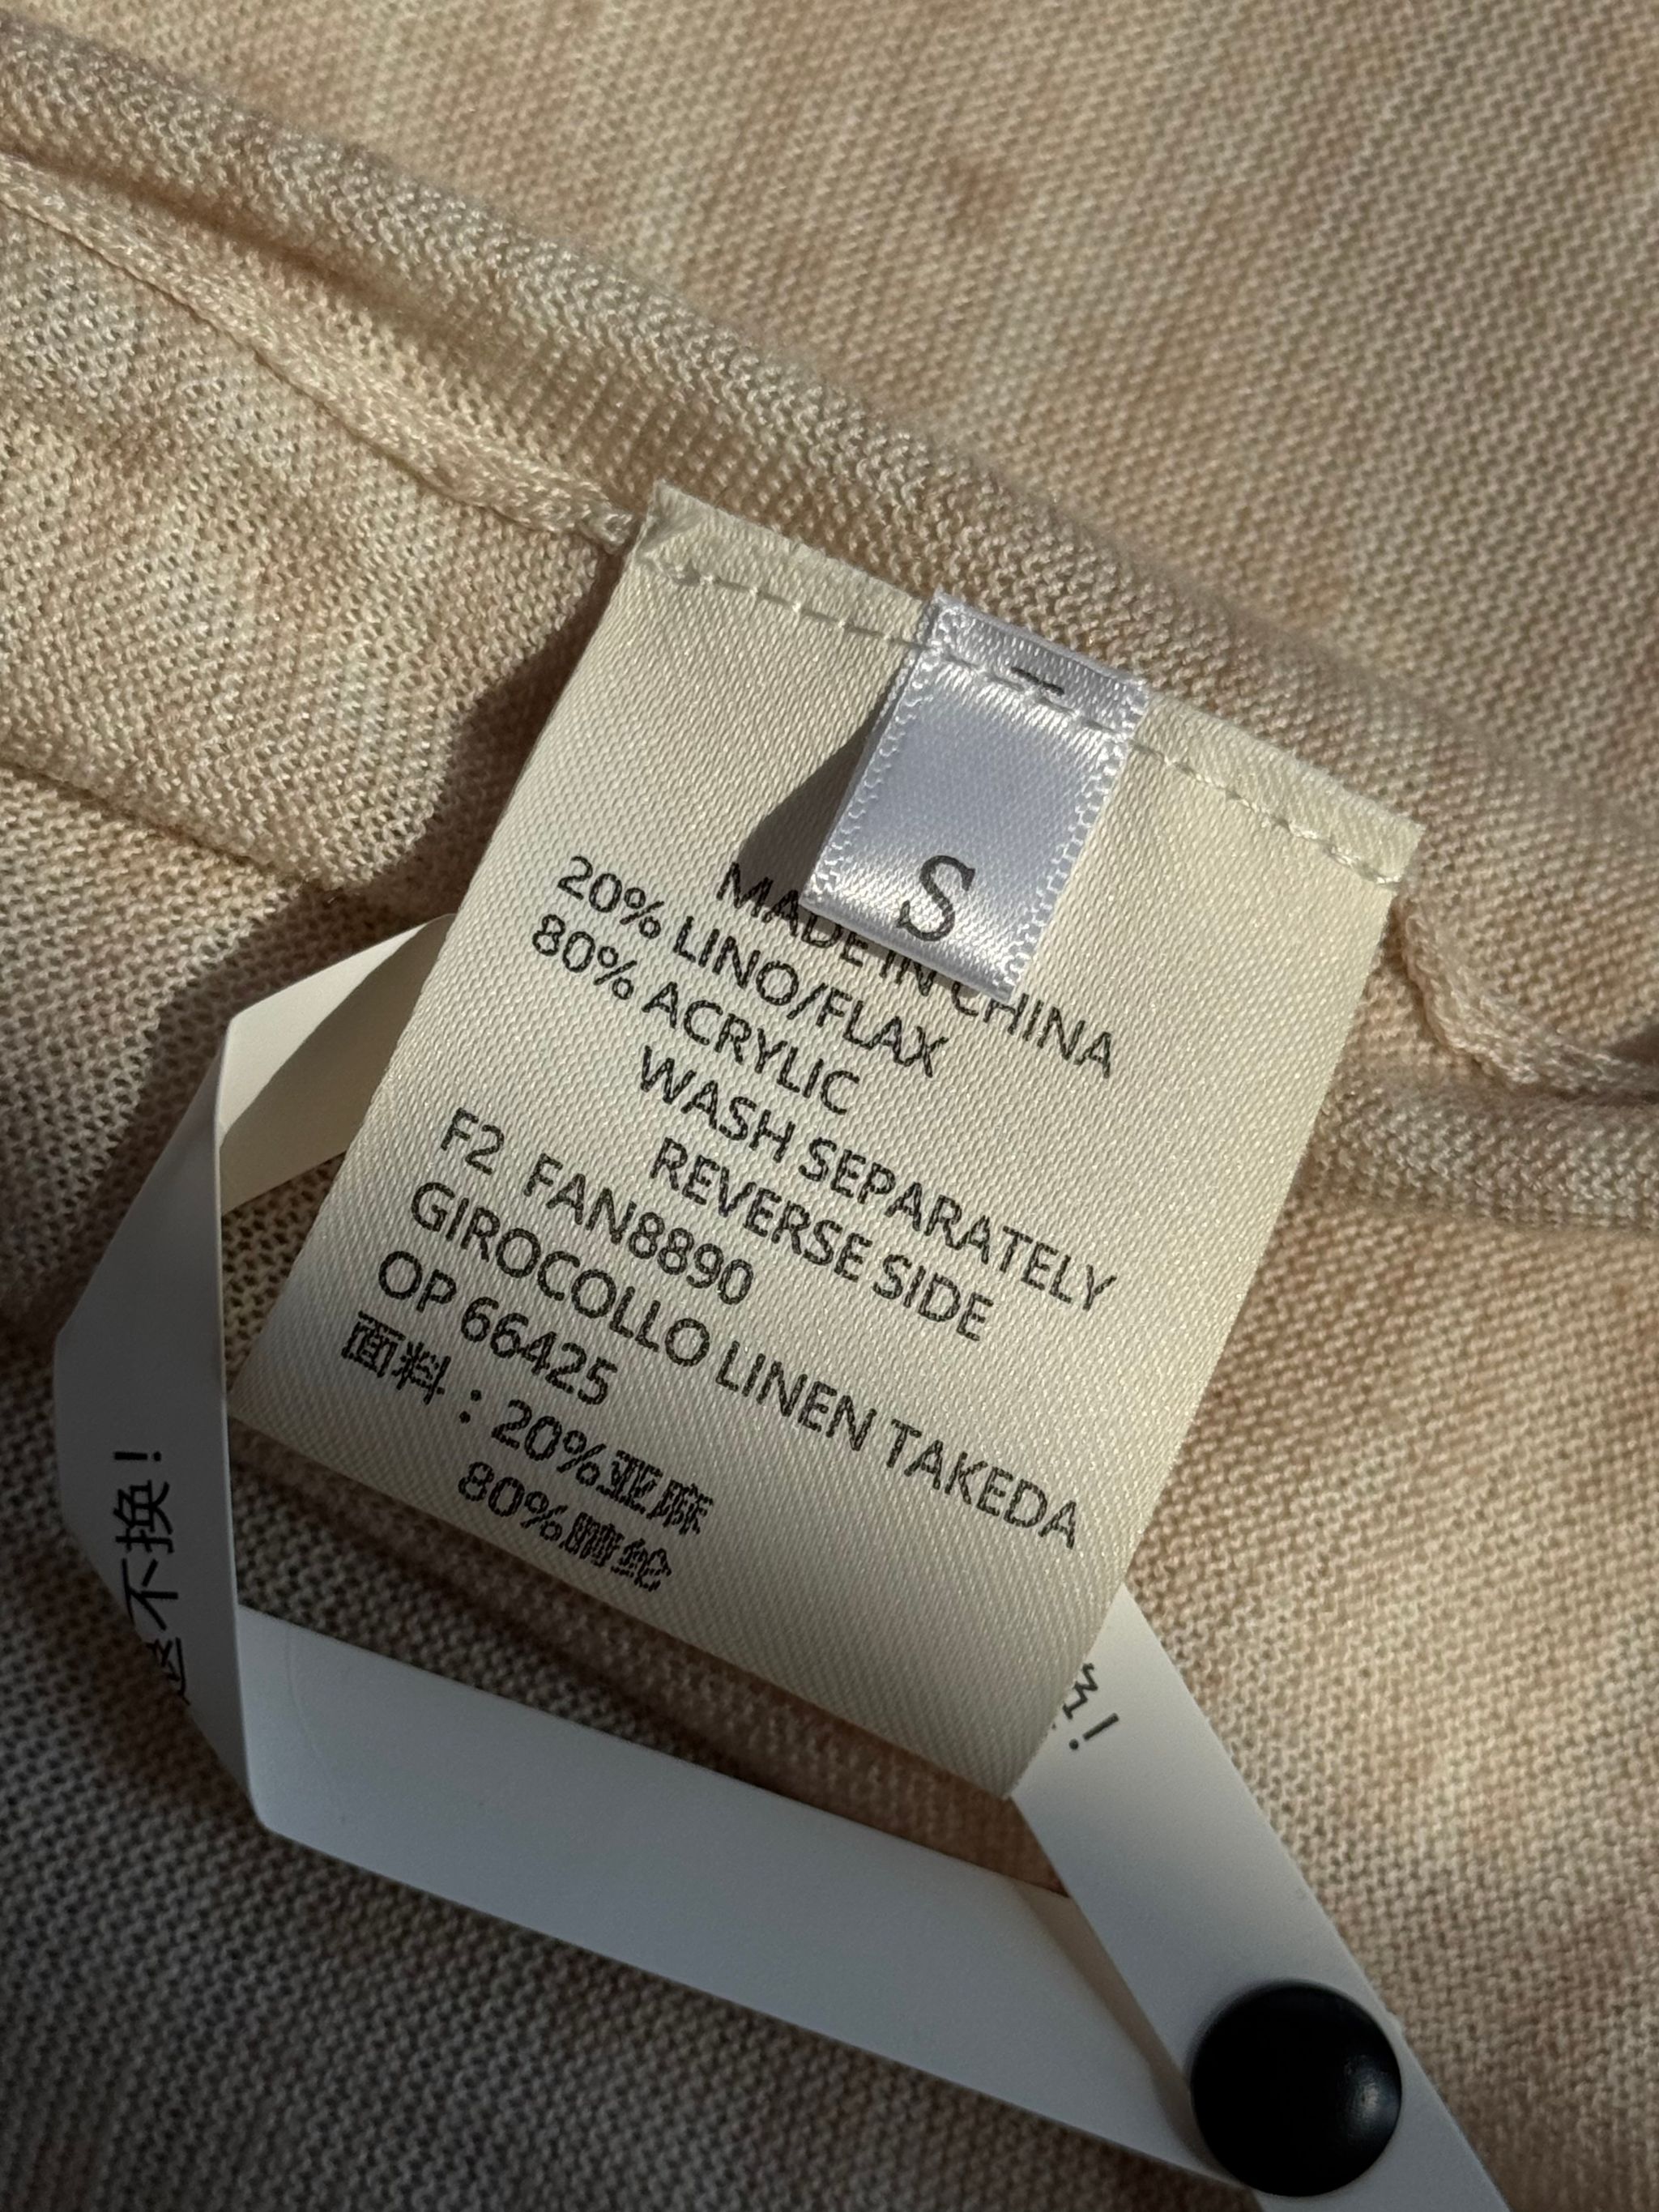 S
MADE IN CHINA
20% LINO/FLAX
80% ACRYLIC
WASH SEPARATELY
REVERSE SIDE
F2 FAN8890
GIROCOLLO LINEN TAKEDA
OP 66425
面料：20%亚麻
80%腈纶
不换！